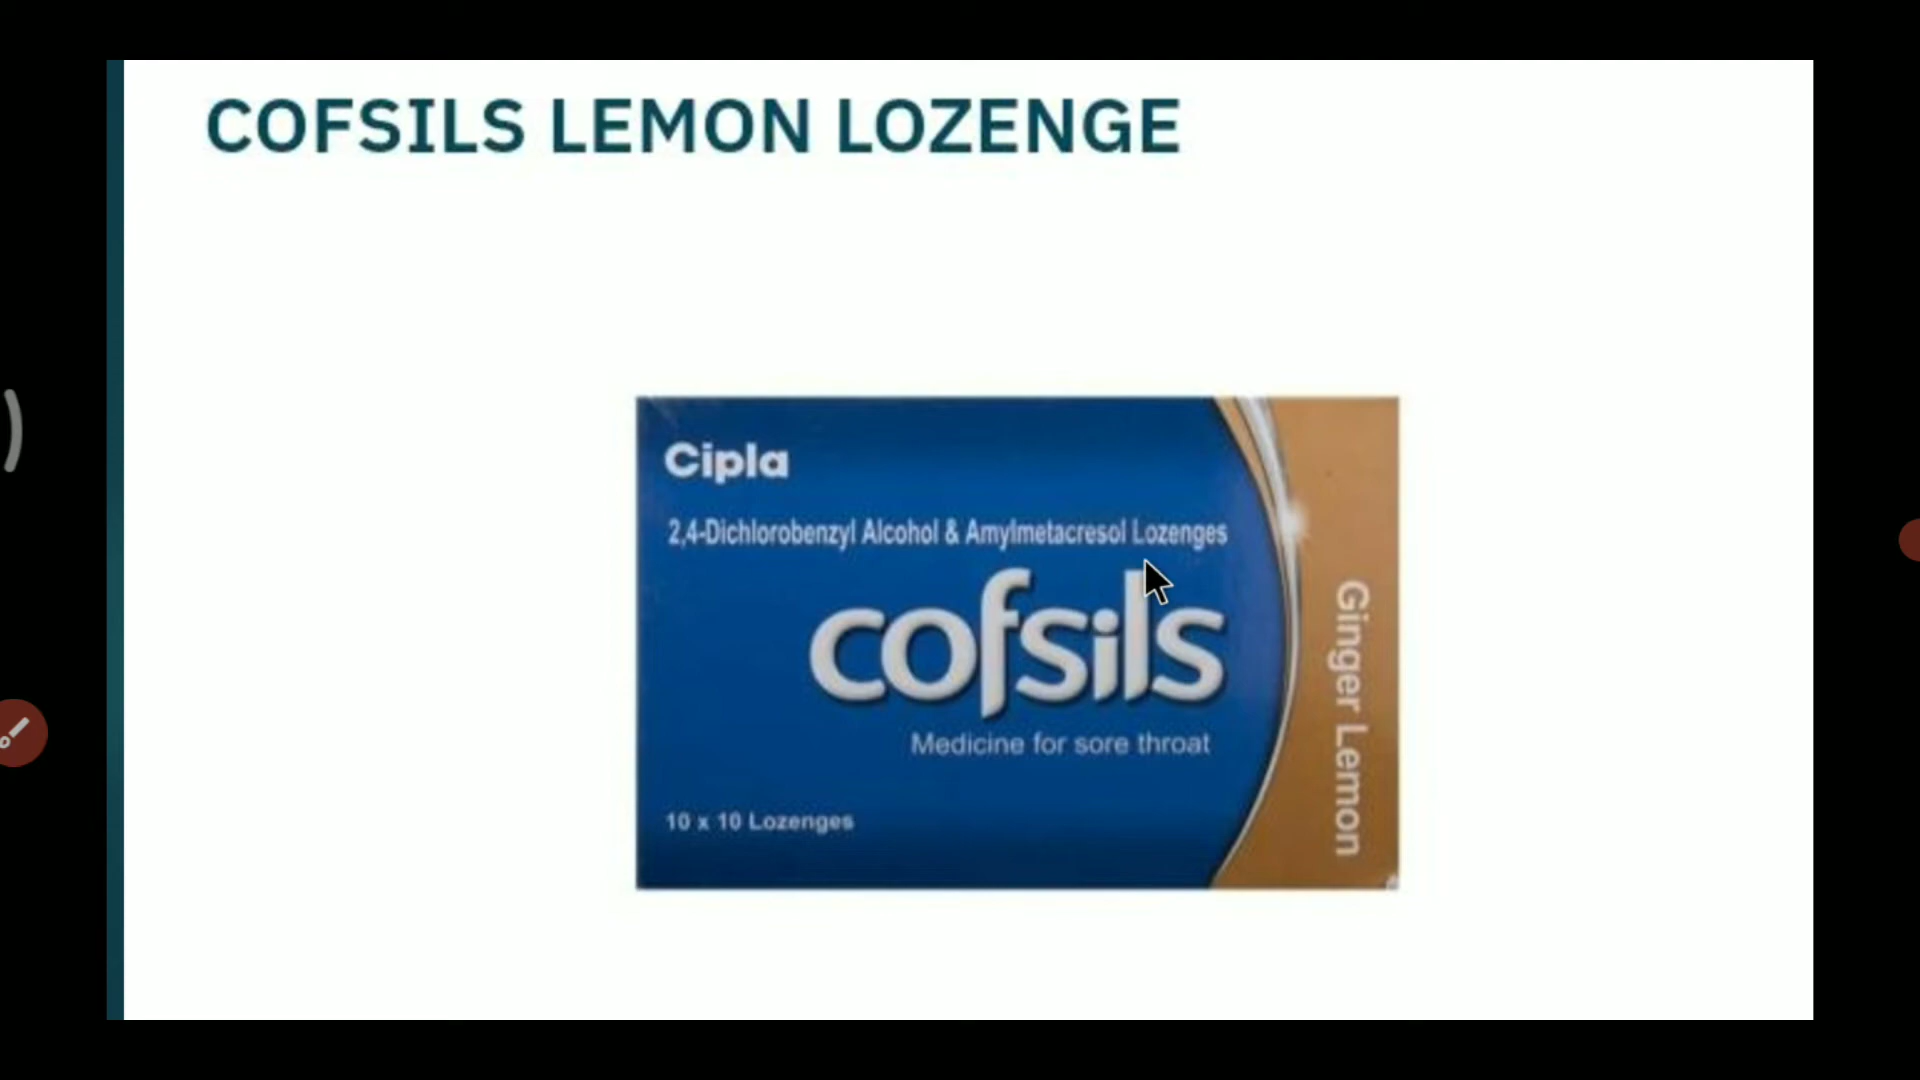 COFSILS LEMON LOZENGE
Cipla
2,4-Dichlorobenzyl Alcohol & Amylmetacresol Lozenges
cofsils
Medicine for sore throat
10 x 10 Lozenges
Ginger Lemon